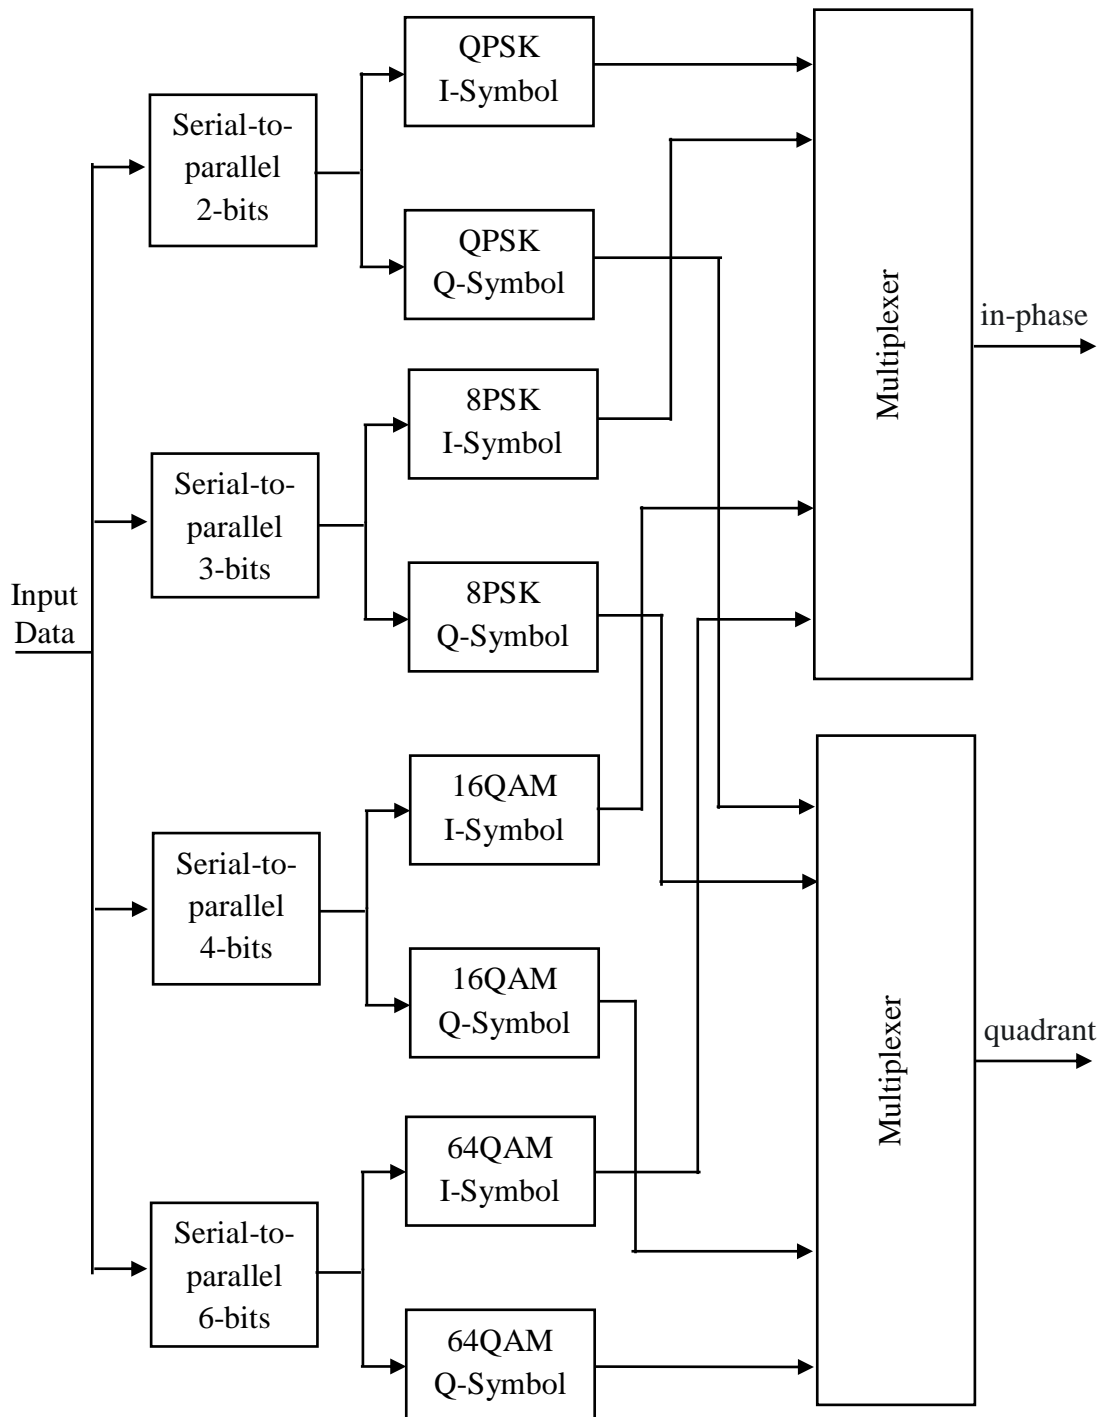 QPSK
I-Symbol
Serial-to-
parallel
2-bits
QPSK
Q-Symbol
Multiplexer
in-phase
8PSK
I-Symbol
Serial-to-
parallel
3-bits
8PSK
Q-Symbol
Input
Data
16QAM
I-Symbol
Serial-to-
parallel
4-bits
16QAM
Q-Symbol
Multiplexer
quadrant
64QAM
I-Symbol
Serial-to-
parallel
6-bits
64QAM
Q-Symbol